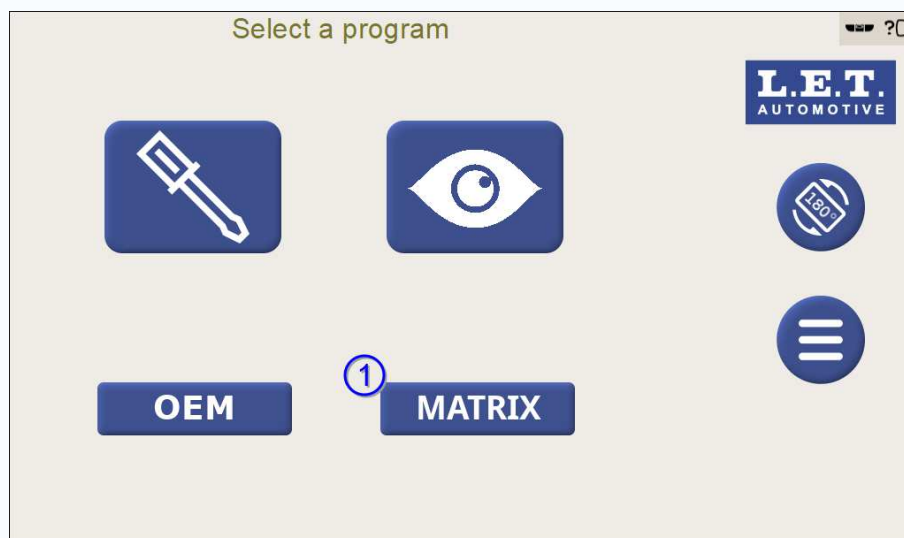 Select a program
?
L.E.T.
AUTOMOTIVE
180°
1
OEM
MATRIX